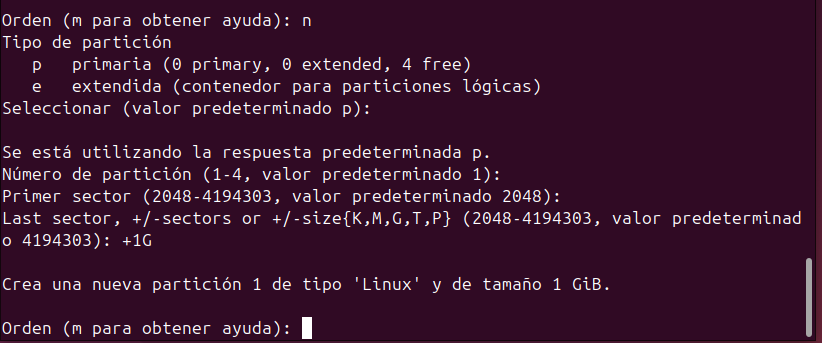 Orden (m para obtener ayuda): n
Tipo de partición
   p   primaria (0 primary, 0 extended, 4 free)
   e   extendida (contenedor para particiones lógicas)
Seleccionar (valor predeterminado p):

Se está utilizando la respuesta predeterminada p.
Número de partición (1-4, valor predeterminado 1):
Primer sector (2048-4194303, valor predeterminado 2048):
Last sector, +/-sectors or +/-size{K,M,G,T,P} (2048-4194303, valor predeterminad
o 4194303): +1G

Crea una nueva partición 1 de tipo 'Linux' y de tamaño 1 GiB.

Orden (m para obtener ayuda):